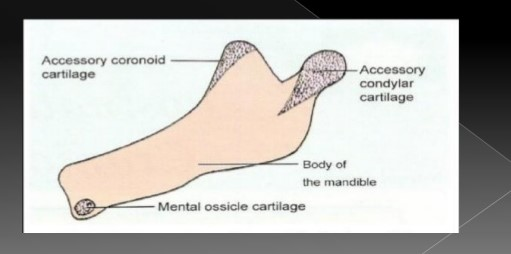 Accessory coronoid
cartilage
Accessory
condylar
cartilage
Body of
the mandible
Mental ossicle cartilage